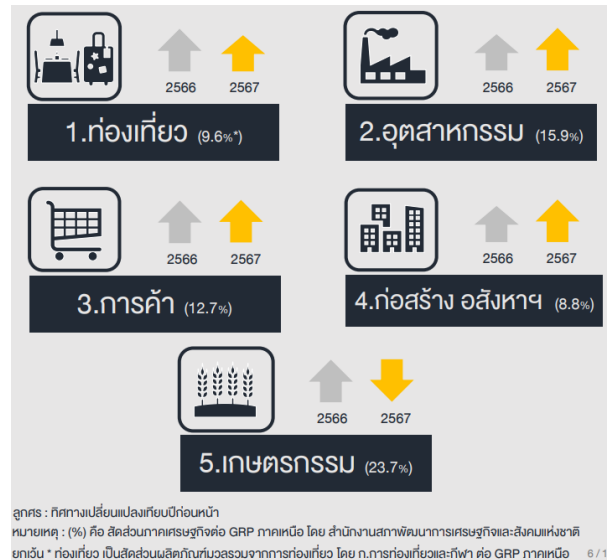 2566 2567 2566 2567
1.ท่องเที่ยว (9.6%*) 2.อุตสาหกรรม (15.9%)
2566 2567 2566 2567
3.การค้า (12.7%) 4.ก่อสร้าง อสังหาฯ (8.8%)
2566 2567
5.เกษตรกรรม (23.7%)
ลูกศร : ทิศทางเปลี่ยนแปลงเทียบปีก่อนหน้า
หมายเหตุ : (%) คือ สัดส่วนภาคเศรษฐกิจต่อ GRP ภาคเหนือ โดย สำนักงานสภาพัฒนาการเศรษฐกิจและสังคมแห่งชาติ
ยกเว้น * ท่องเที่ยว เป็นสัดส่วนผลิตภัณฑ์มวลรวมจากการท่องเที่ยว โดย ก.การท่องเที่ยวและกีฬา ต่อ GRP ภาคเหนือ 6 / 1